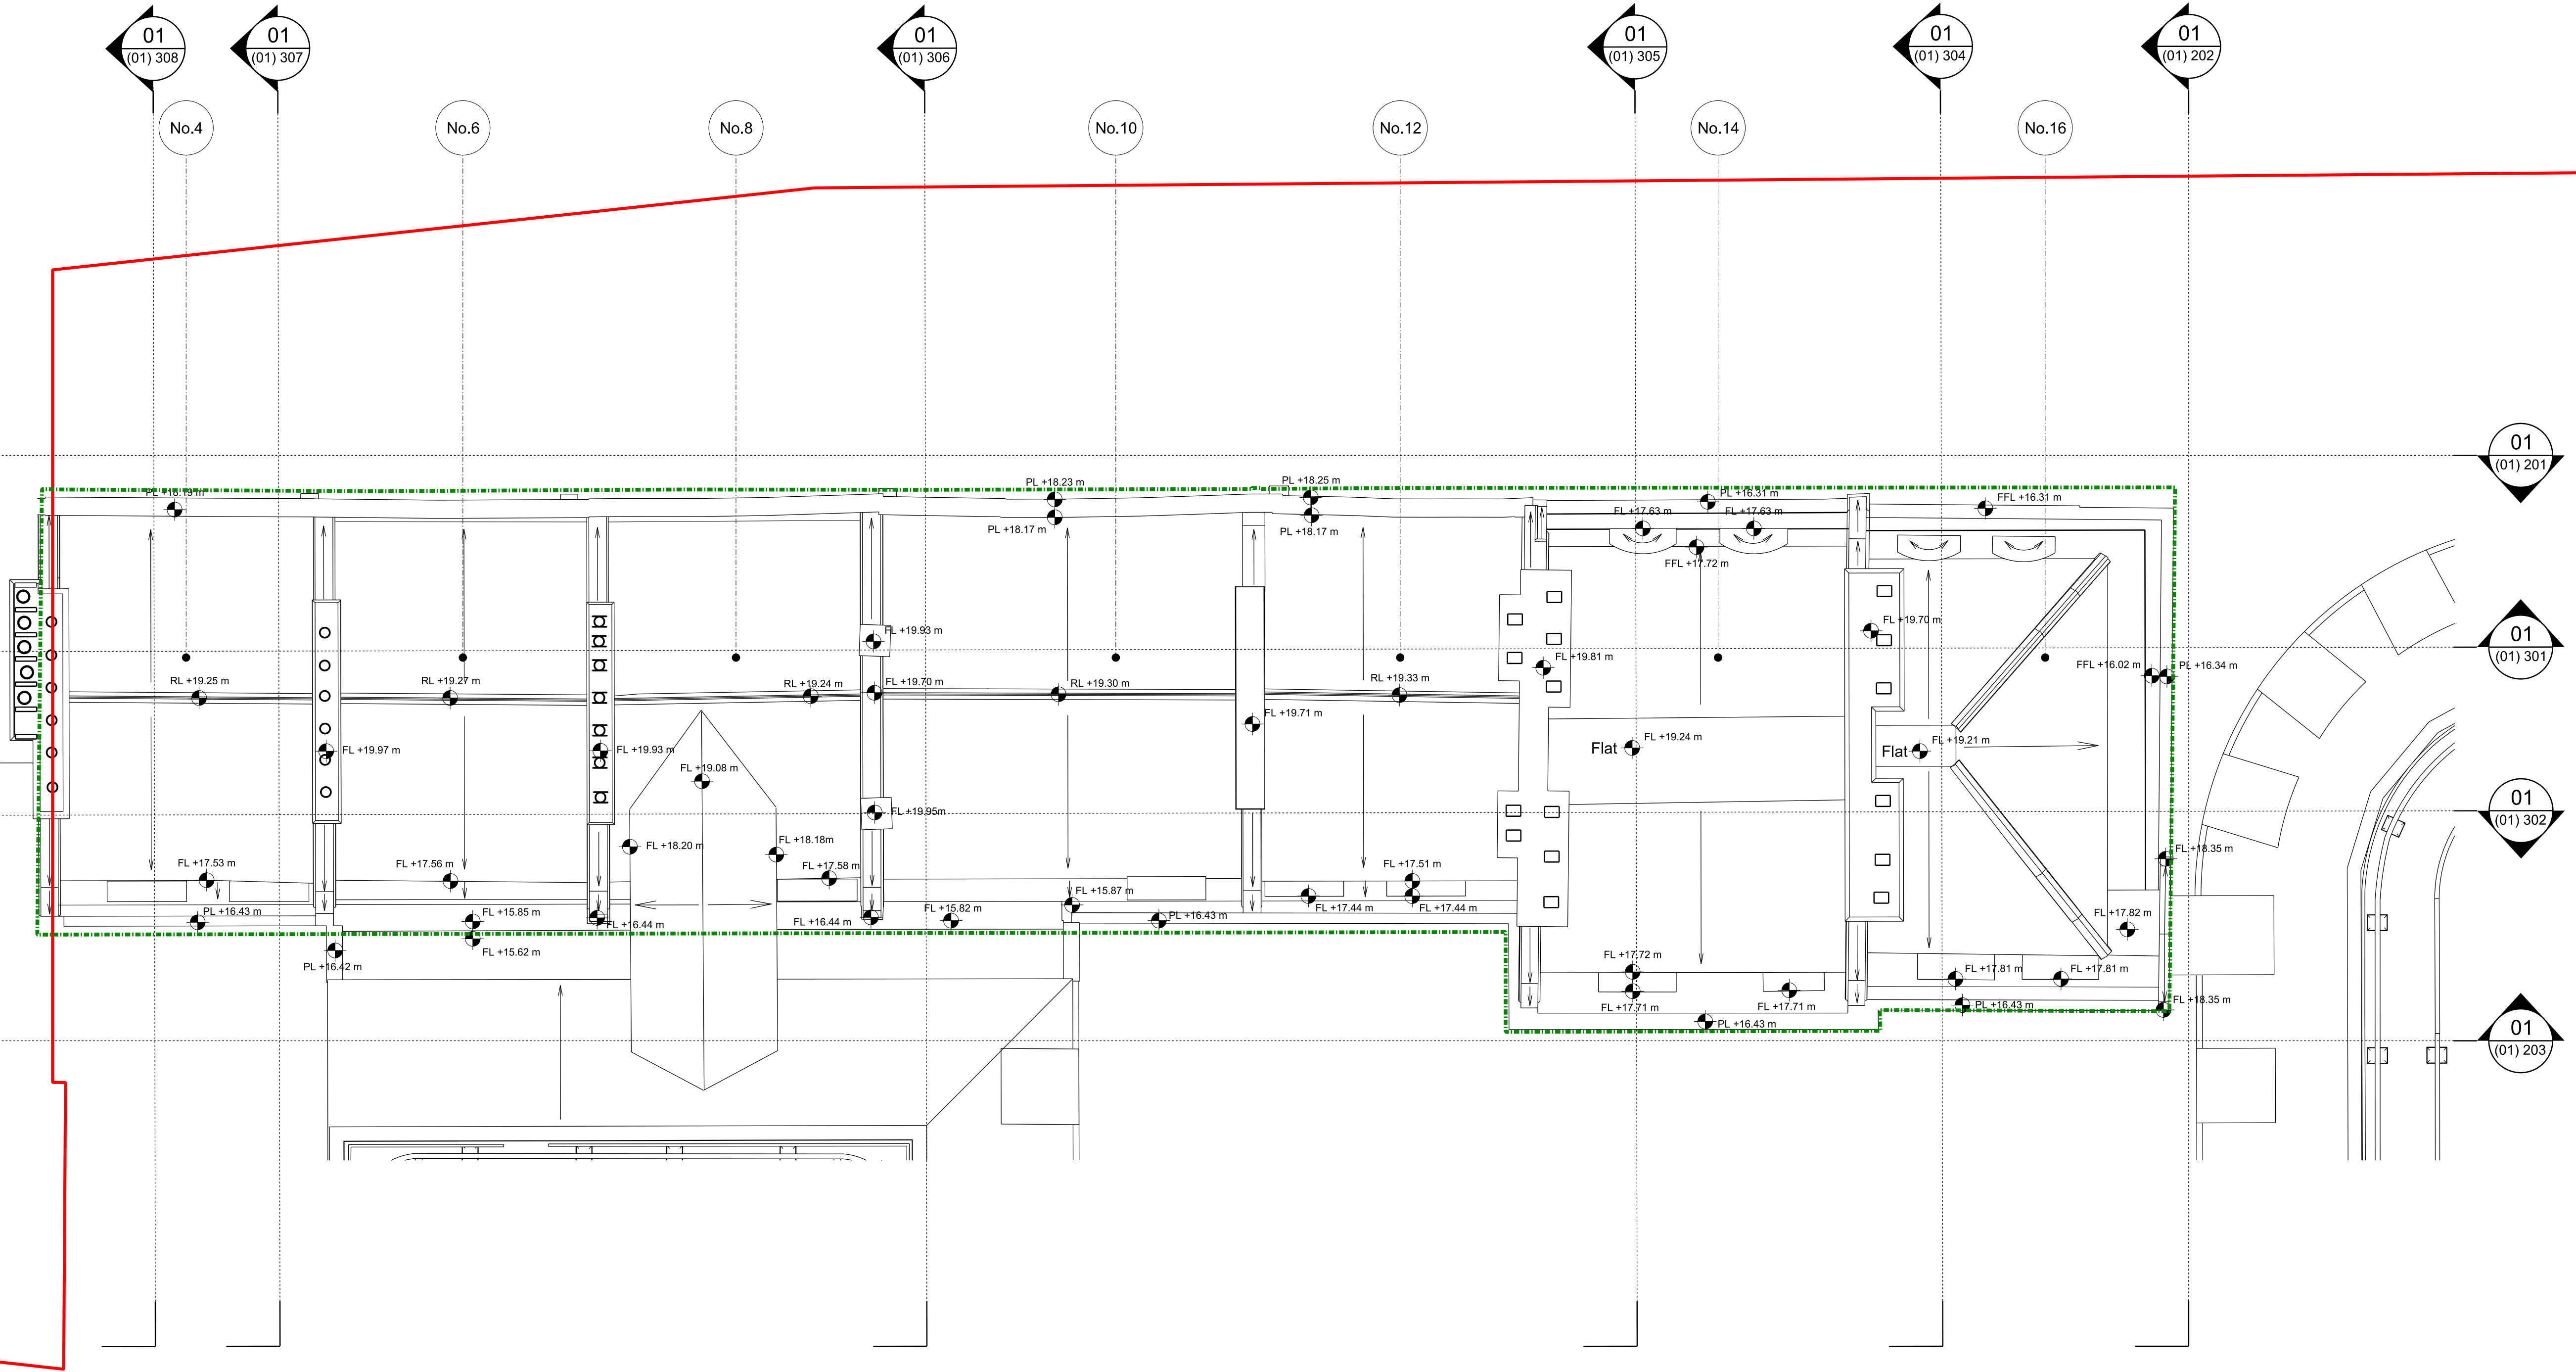 01
(01) 308
01
(01) 307
01
(01) 306
01
(01) 305
01
(01) 304
01
(01) 202
No.4
No.6
No.8
No.10
No.12
No.14
No.16
01
(01) 201
PL +18.19 m
PL +18.23 m
PL +18.17 m
PL +18.25 m
PL +18.17 m
PL +16.31 m
FL +17.63 m
FL +17.63 m
FFL +17.72 m
FFL +16.31 m
01
(01) 301
FL +19.93 m
FL +19.70 m
FL +19.81 m
FFL +16.02 m
PL +16.34 m
RL +19.25 m
RL +19.27 m
RL +19.24 m
FL +19.70 m
RL +19.30 m
RL +19.33 m
FL +19.71 m
FL +19.97 m
FL +19.93 m
Flat
FL +19.24 m
Flat
FL +19.21 m
FL +19.08 m
FL +19.95m
01
(01) 302
FL +18.20 m
FL +18.18m
FL +18.35 m
FL +17.53 m
FL +17.56 m
FL +17.58 m
FL +17.51 m
FL +15.87 m
FL +17.44 m
FL +17.44 m
PL +16.43 m
FL +15.85 m
FL +16.44 m
FL +16.44 m
FL +15.82 m
PL +16.43 m
FL +17.82 m
FL +15.62 m
PL +16.42 m
FL +17.72 m
FL +17.71 m
FL +17.71 m
FL +17.81 m
FL +17.81 m
PL +16.43 m
PL +16.43 m
FL +18.35 m
01
(01) 203